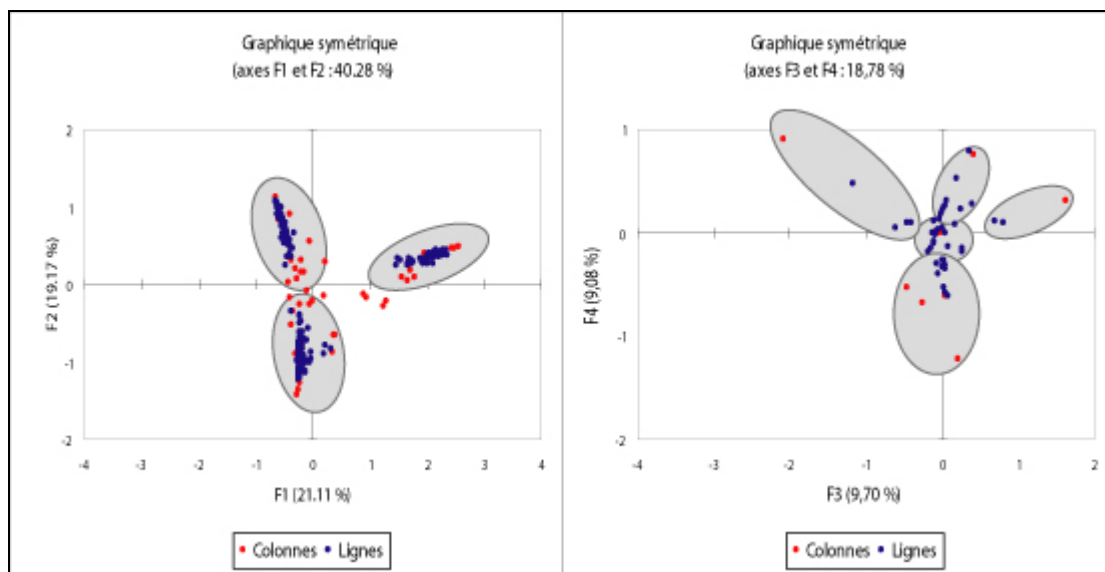 Graphique symétrique
(axes F1 et F2 : 40.28 %)
2
1
0
-1
-2
F2 (19.17 %)
-4 -3 -2 -1 0 1 2 3 4
F1 (21.11 %)
Colonnes Lignes
Graphique symétrique
(axes F3 et F4 : 18,78 %)
1
0
-1
-2
F4 (9,08 %)
-4 -3 -2 -1 0 1 2
F3 (9,70 %)
Colonnes Lignes